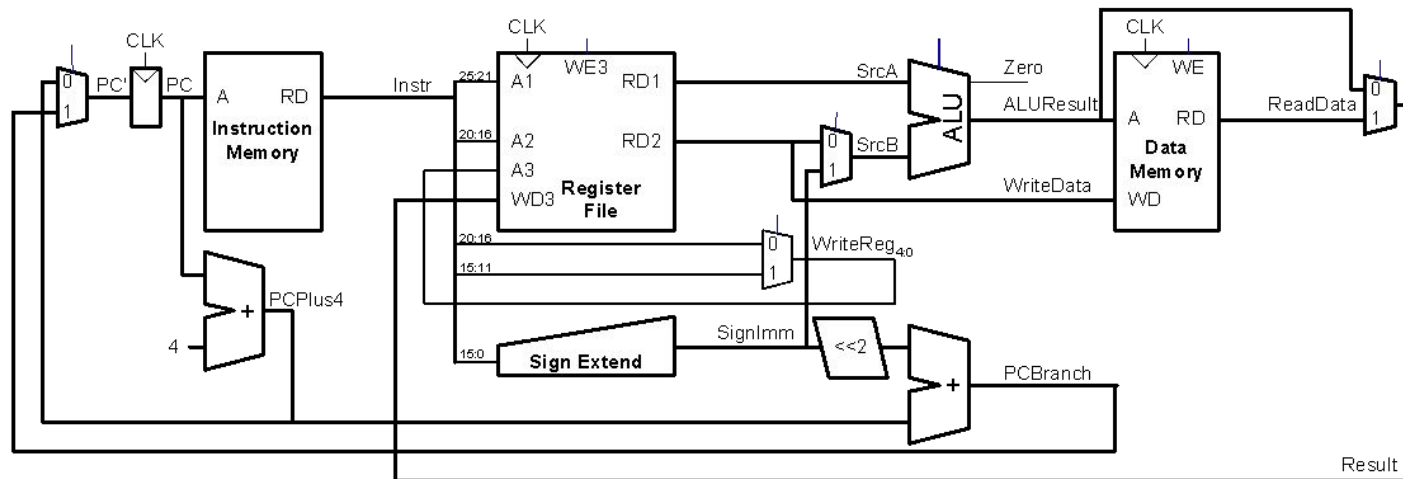 CLK
CLK
CLK
0
1
PC'
PC
A
RD
Instruction
Memory
Instr
25:21
A1
WE3
RD1
20:16
A2
RD2
A3
WD3
Register
File
SrcA
0
1
SrcB
ALU
Zero
ALUResult
WriteData
WE
A
RD
Data
Memory
WD
ReadData
0
1
20:16
15:11
0
1
WriteReg4:0
4
+
PCPlus4
15:0
Sign Extend
SignImm
<<2
+
PCBranch
Result